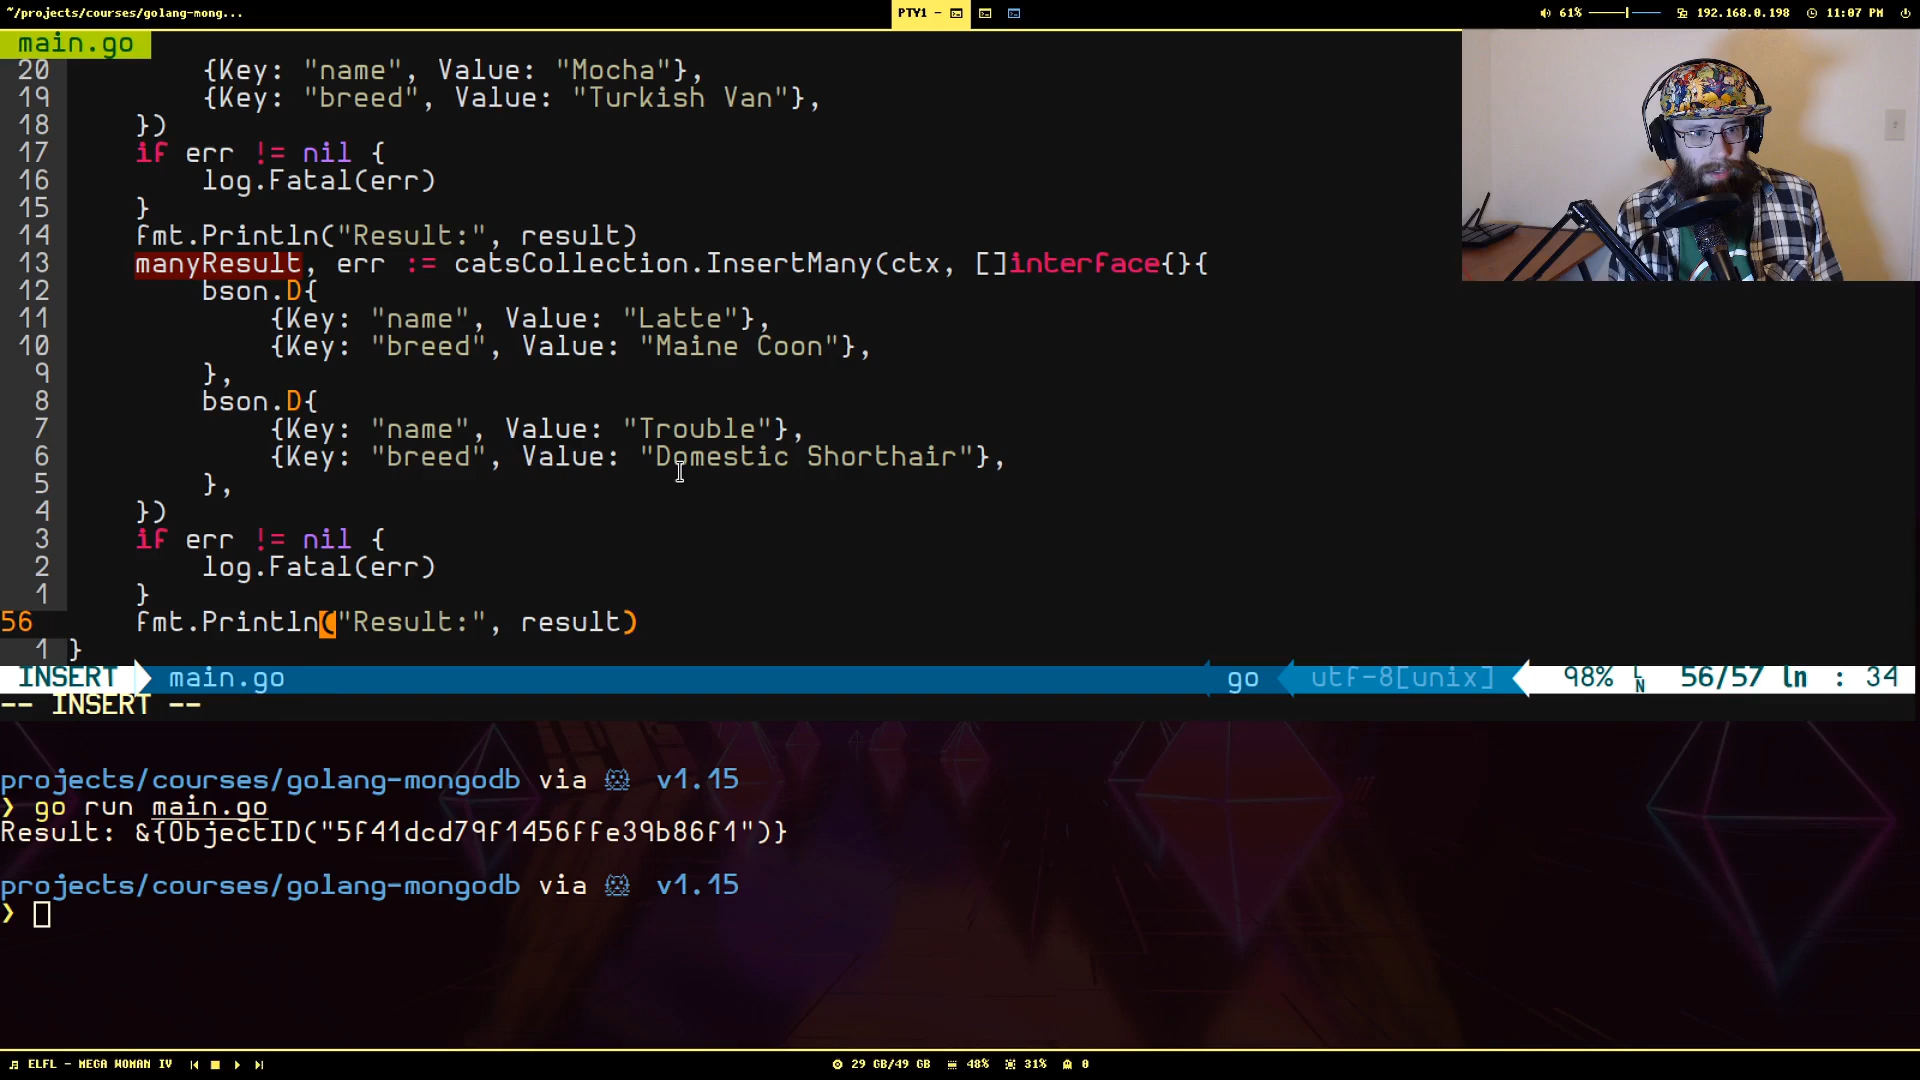 ~/projects/courses/golang-mong...
PTY1 -
61%
192.168.0.198
11:07 PM
main.go
20 {Key: "name", Value: "Mocha"},
19 {Key: "breed", Value: "Turkish Van"},
18 })
17 if err != nil {
16 log.Fatal(err)
15 }
14 fmt.Println("Result:", result)
13 manyResult, err := catsCollection.InsertMany(ctx, []interface{}{
12 bson.D{
11 {Key: "name", Value: "Latte"},
10 {Key: "breed", Value: "Maine Coon"},
9 },
8 bson.D{
7 {Key: "name", Value: "Trouble"},
6 {Key: "breed", Value: "Domestic Shorthair"},
5 },
4 })
3 if err != nil {
2 log.Fatal(err)
1 }
56 fmt.Println("Result:", result)
1 }
INSERT main.go go utf-8[unix] 98% LN 56/57 ln : 34
-- INSERT --
projects/courses/golang-mongodb via v1.15
❯ go run main.go
Result: &{ObjectID("5f41dcd79f1456ffe39b86f1")}
projects/courses/golang-mongodb via v1.15
❯
ELFL - MEGA WOMAN IV
29 GB/49 GB
48%
31%
0